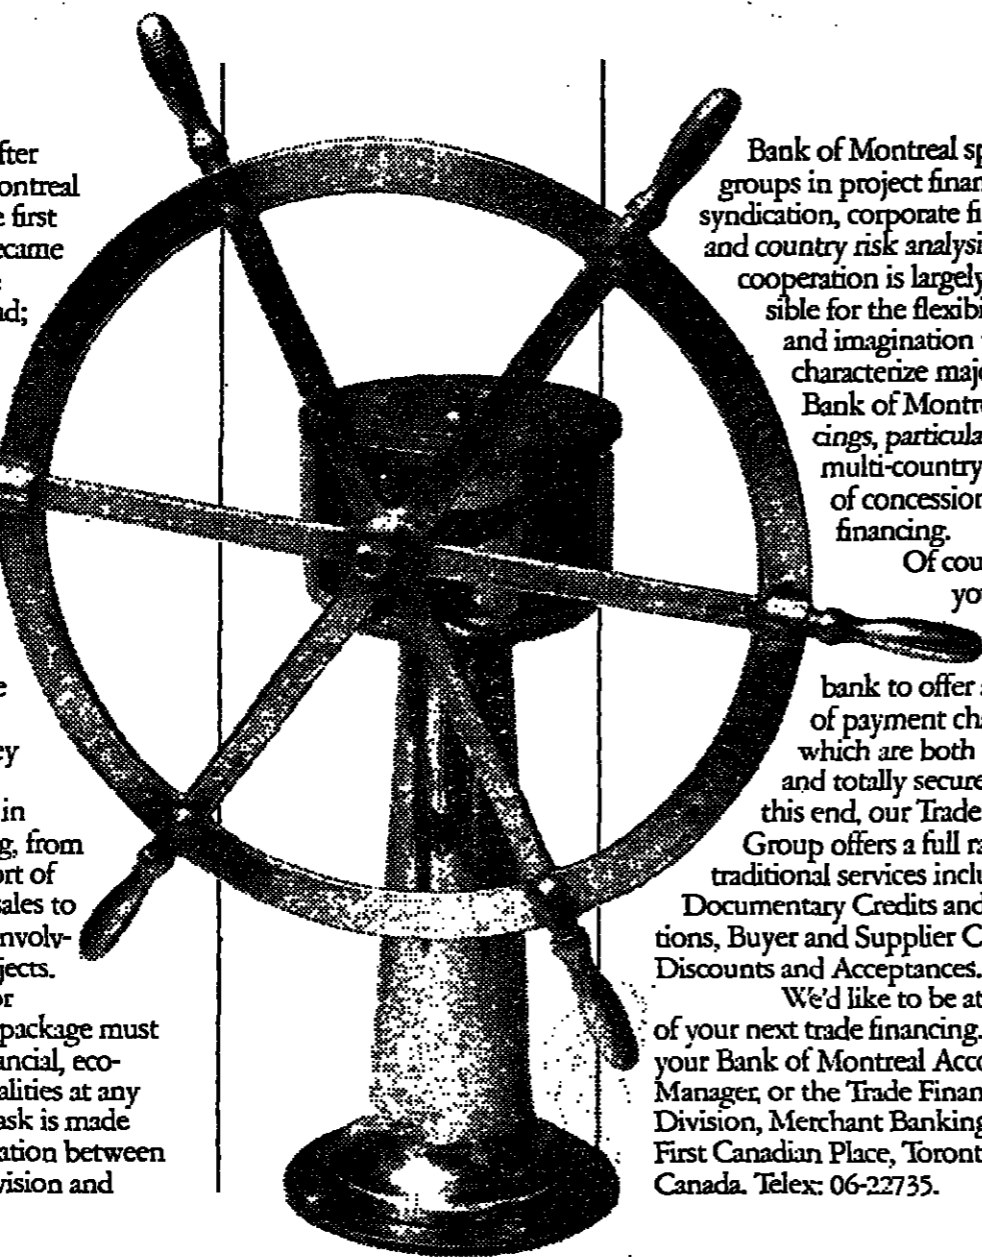 fter
ontreal
e first
ecame
ad;
e
ey
in
g, from
ort of
sales to
nvolv-
jects.
or
package must
ancial, eco-
alities at any
ask is made
ation between
vision and
Bank of Montreal sp
groups in project finan
syndication, corporate fi
and country risk analysi
cooperation is largely
sible for the flexibi
and imagination
characterize majo
Bank of Montre
cings, particula
multi-country
of concession
financing.
Of cou
yo
bank to offer
of payment cha
which are both
and totally secure
this end, our Trade
Group offers a full ra
traditional services inclu
Documentary Credits and
tions, Buyer and Supplier C
Discounts and Acceptances.
We'd like to be at
of your next trade financing.
your Bank of Montreal Acco
Manager, or the Trade Finan
Division, Merchant Banking
First Canadian Place, Toront
Canada. Telex: 06-22735.